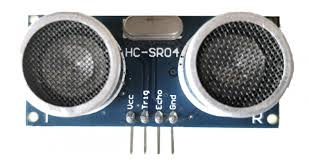 HC-SR04
Vcc
Trig
Echo
Gnd
T
R